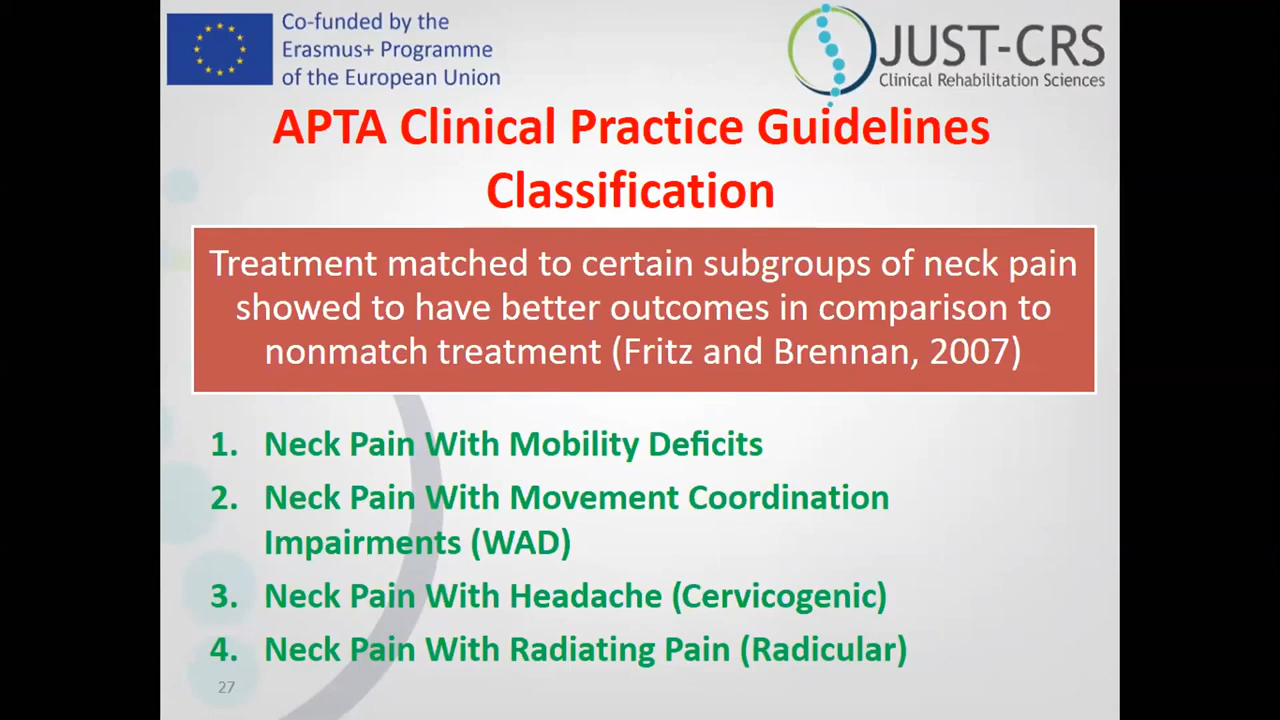 Co-funded by the
Erasmus+ Programme
of the European Union
JUST-CRS
Clinical Rehabilitation Sciences
APTA Clinical Practice Guidelines
Classification
Treatment matched to certain subgroups of neck pain
showed to have better outcomes in comparison to
nonmatch treatment (Fritz and Brennan, 2007)
1. Neck Pain With Mobility Deficits
2. Neck Pain With Movement Coordination
Impairments (WAD)
3. Neck Pain With Headache (Cervicogenic)
4. Neck Pain With Radiating Pain (Radicular)
27